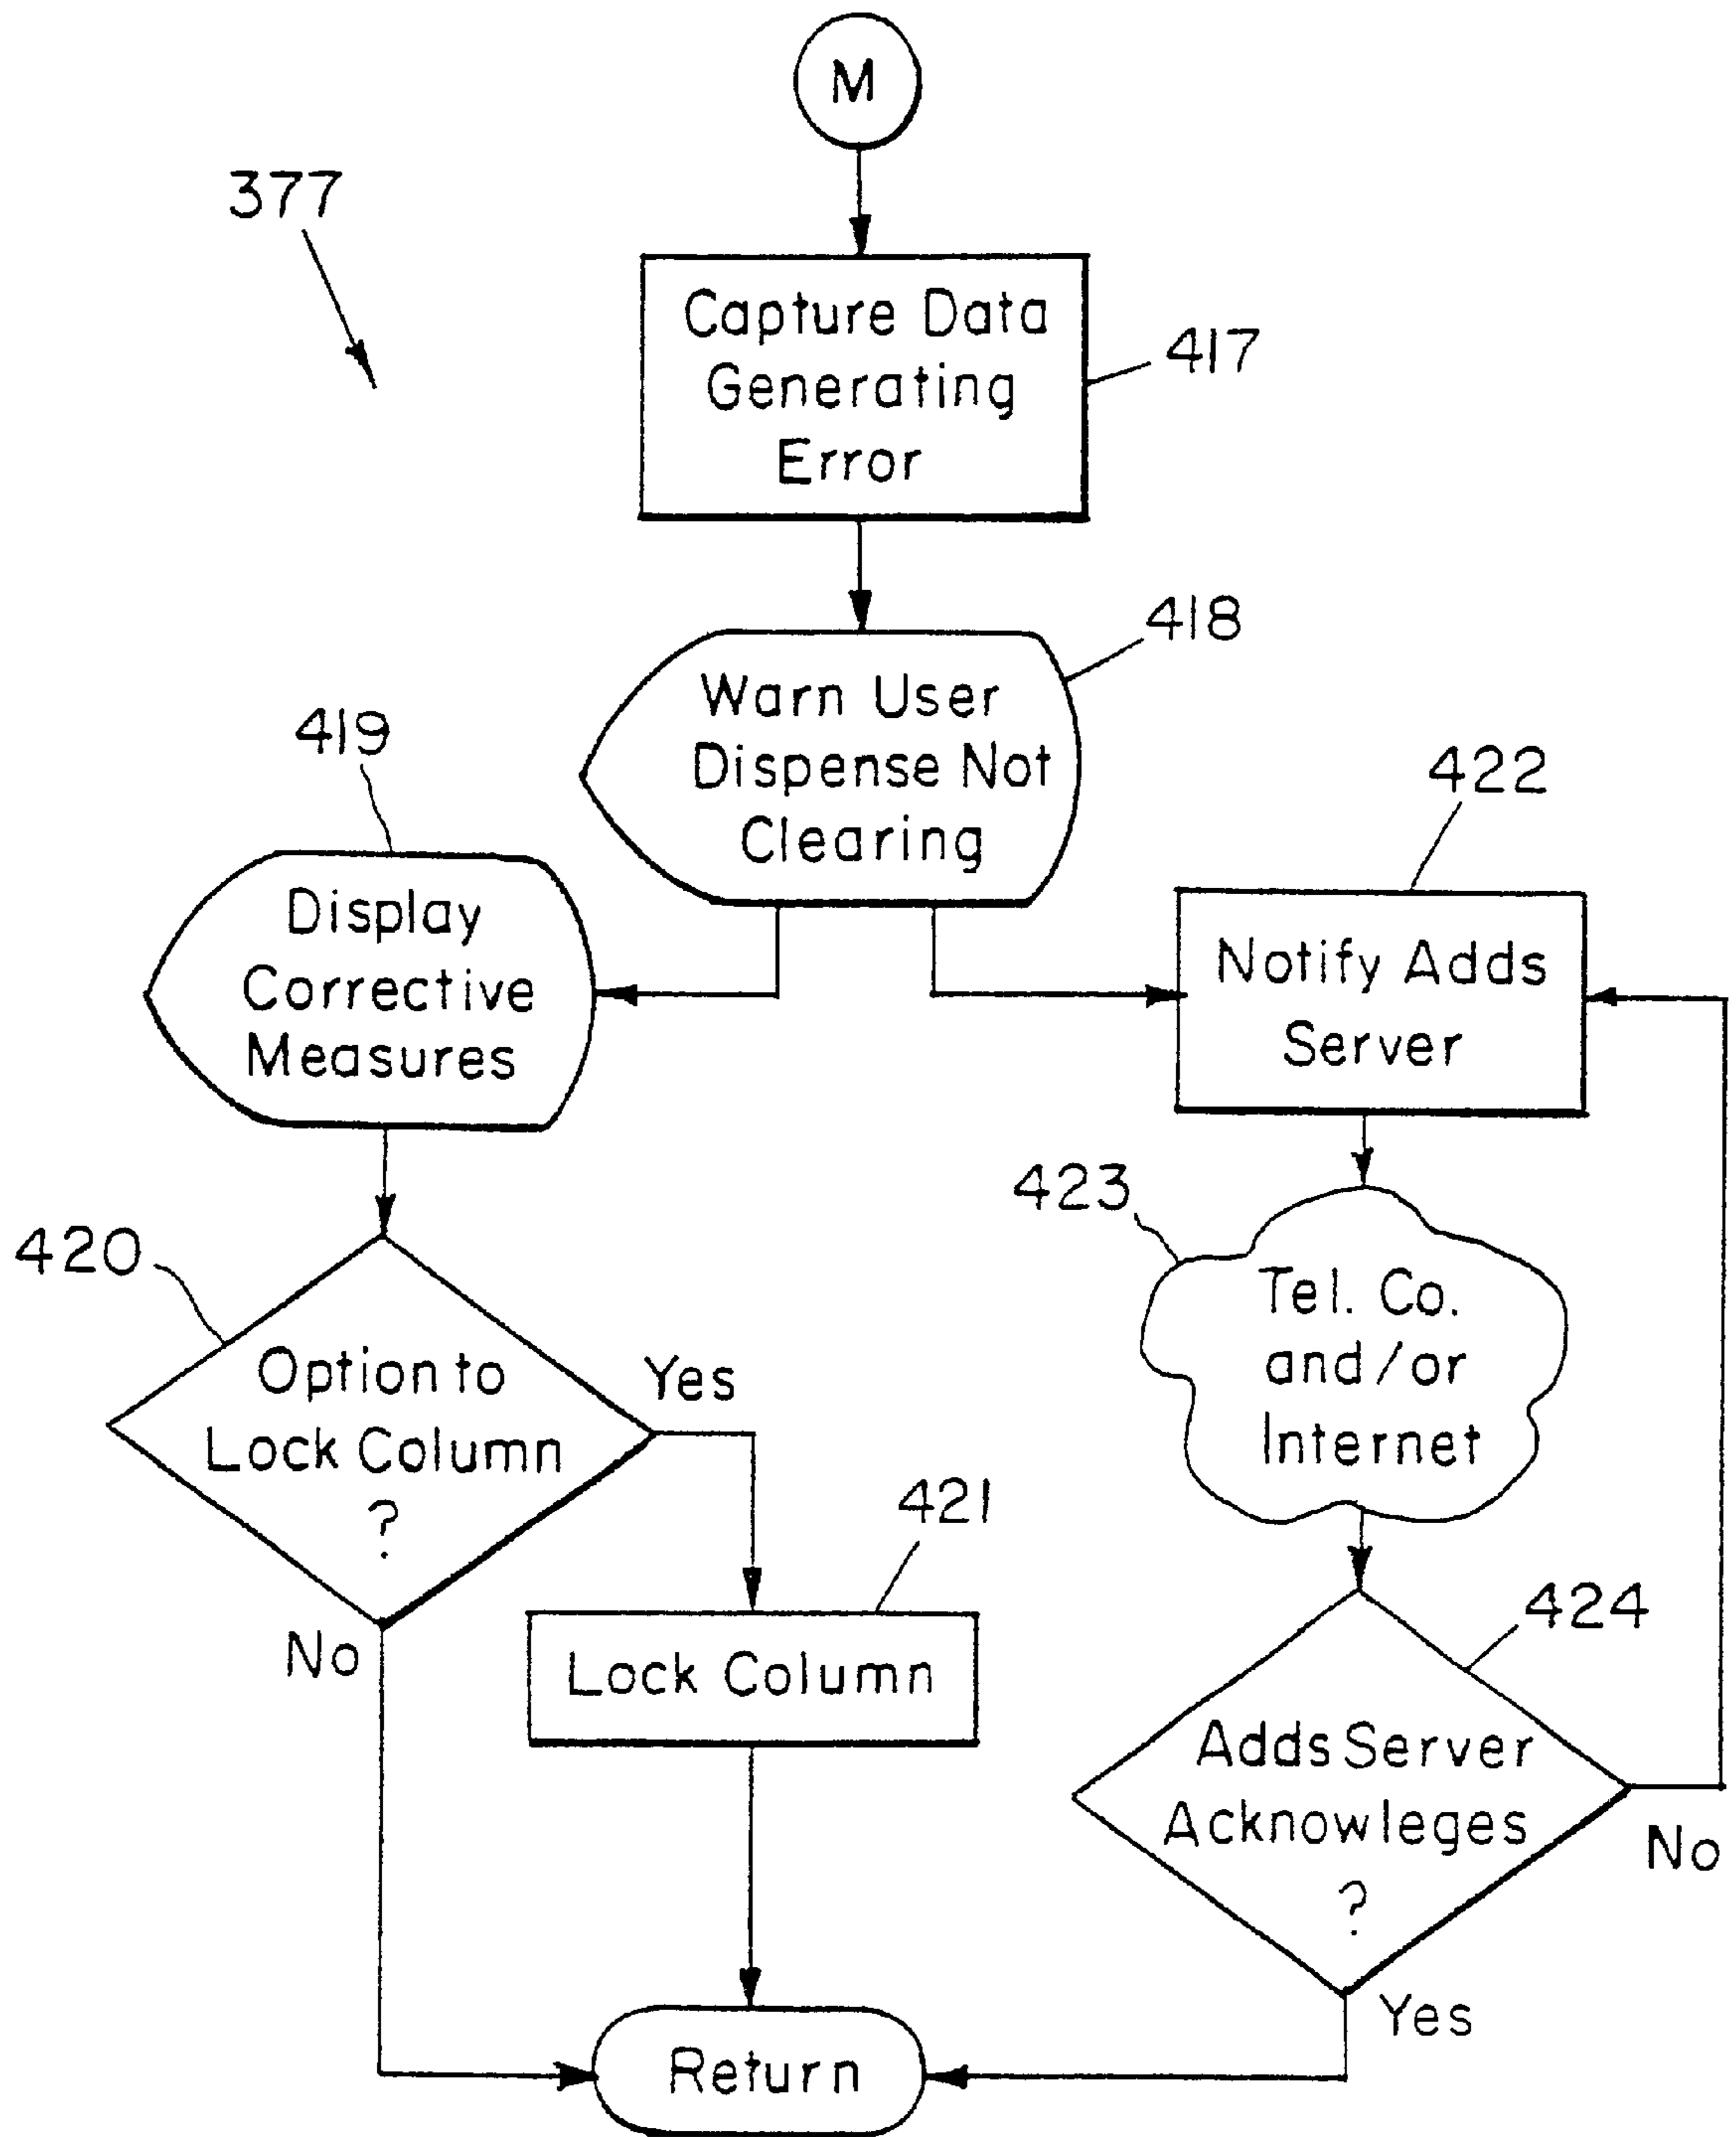 M
377
Capture Data
Generating
Error
417
418
Warn User
Dispense Not
Clearing
419
Display
Corrective
Measures
422
Notify Adds
Server
423
Tel. Co.
and/or
Internet
420
Option to
Lock Column
?
Yes
No
421
Lock Column
424
Adds Server
Acknowleges
?
No
Yes
Return